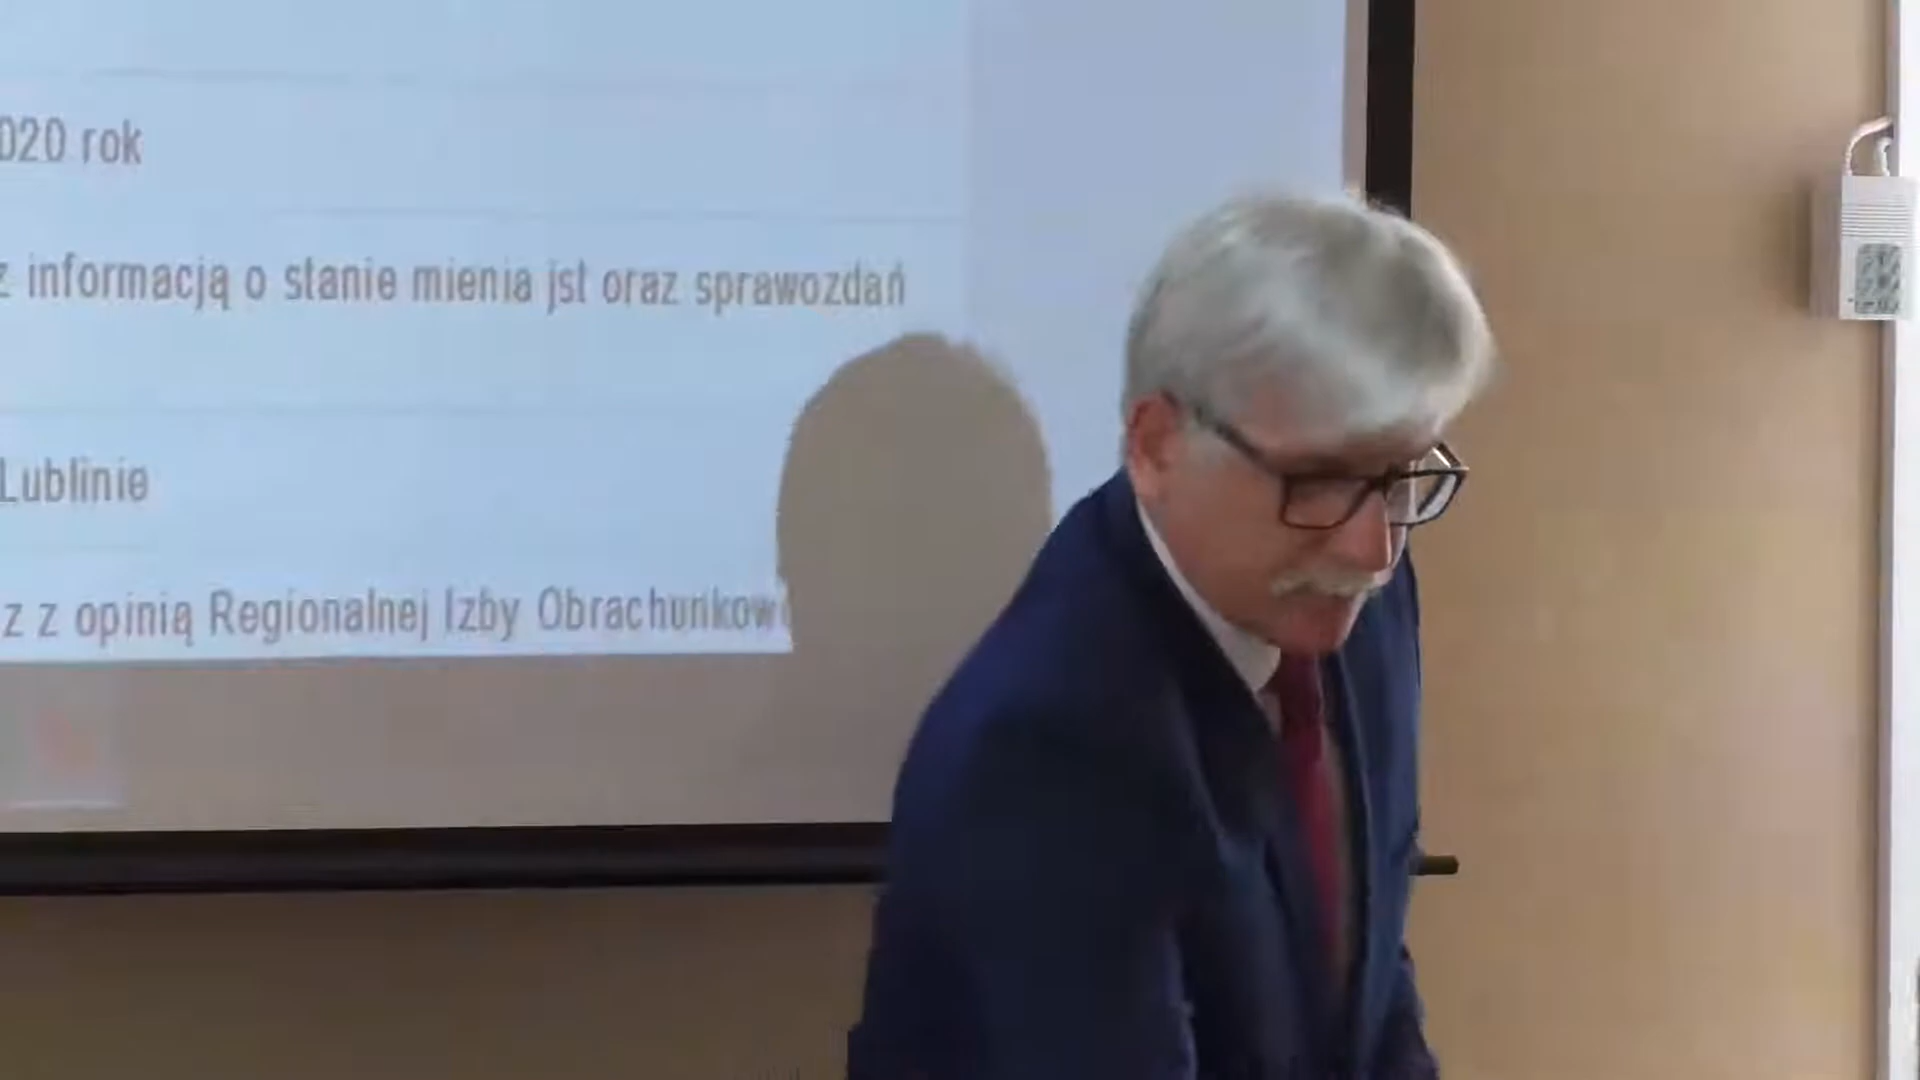 020 rok
z informacją o stanie mienia jst oraz sprawozdań
Lublinie
z z opinią Regionalnej Izby Obrachunkow